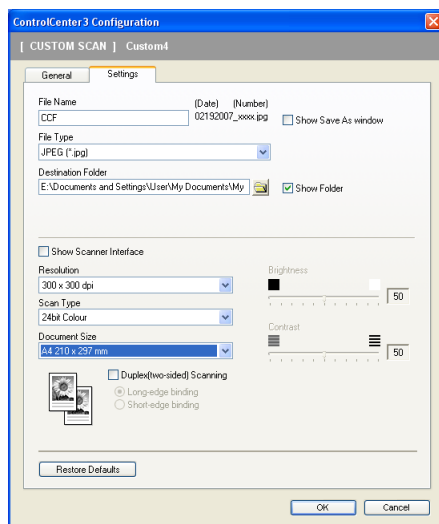 ControlCenter3 Configuration
[ CUSTOM SCAN ] Custom4
General Settings
File Name (Date) (Number)
CCF 02192007_xxxx.jpg Show Save As window
File Type
JPEG (*.jpg)
Destination Folder
E:\Documents and Settings\User\My Documents\My Show Folder
Show Scanner Interface
Resolution Brightness
300 x 300 dpi 50
Scan Type
24bit Colour
Document Size Contrast
A4 210 x 297 mm 50
Duplex(two-sided) Scanning
Long-edge binding
Short-edge binding
Restore Defaults
OK Cancel